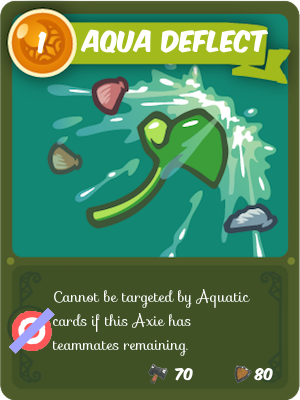 1
AQUA DEFLECT
Cannot be targeted by Aquatic
cards if this Axie has
teammates remaining.
70 80